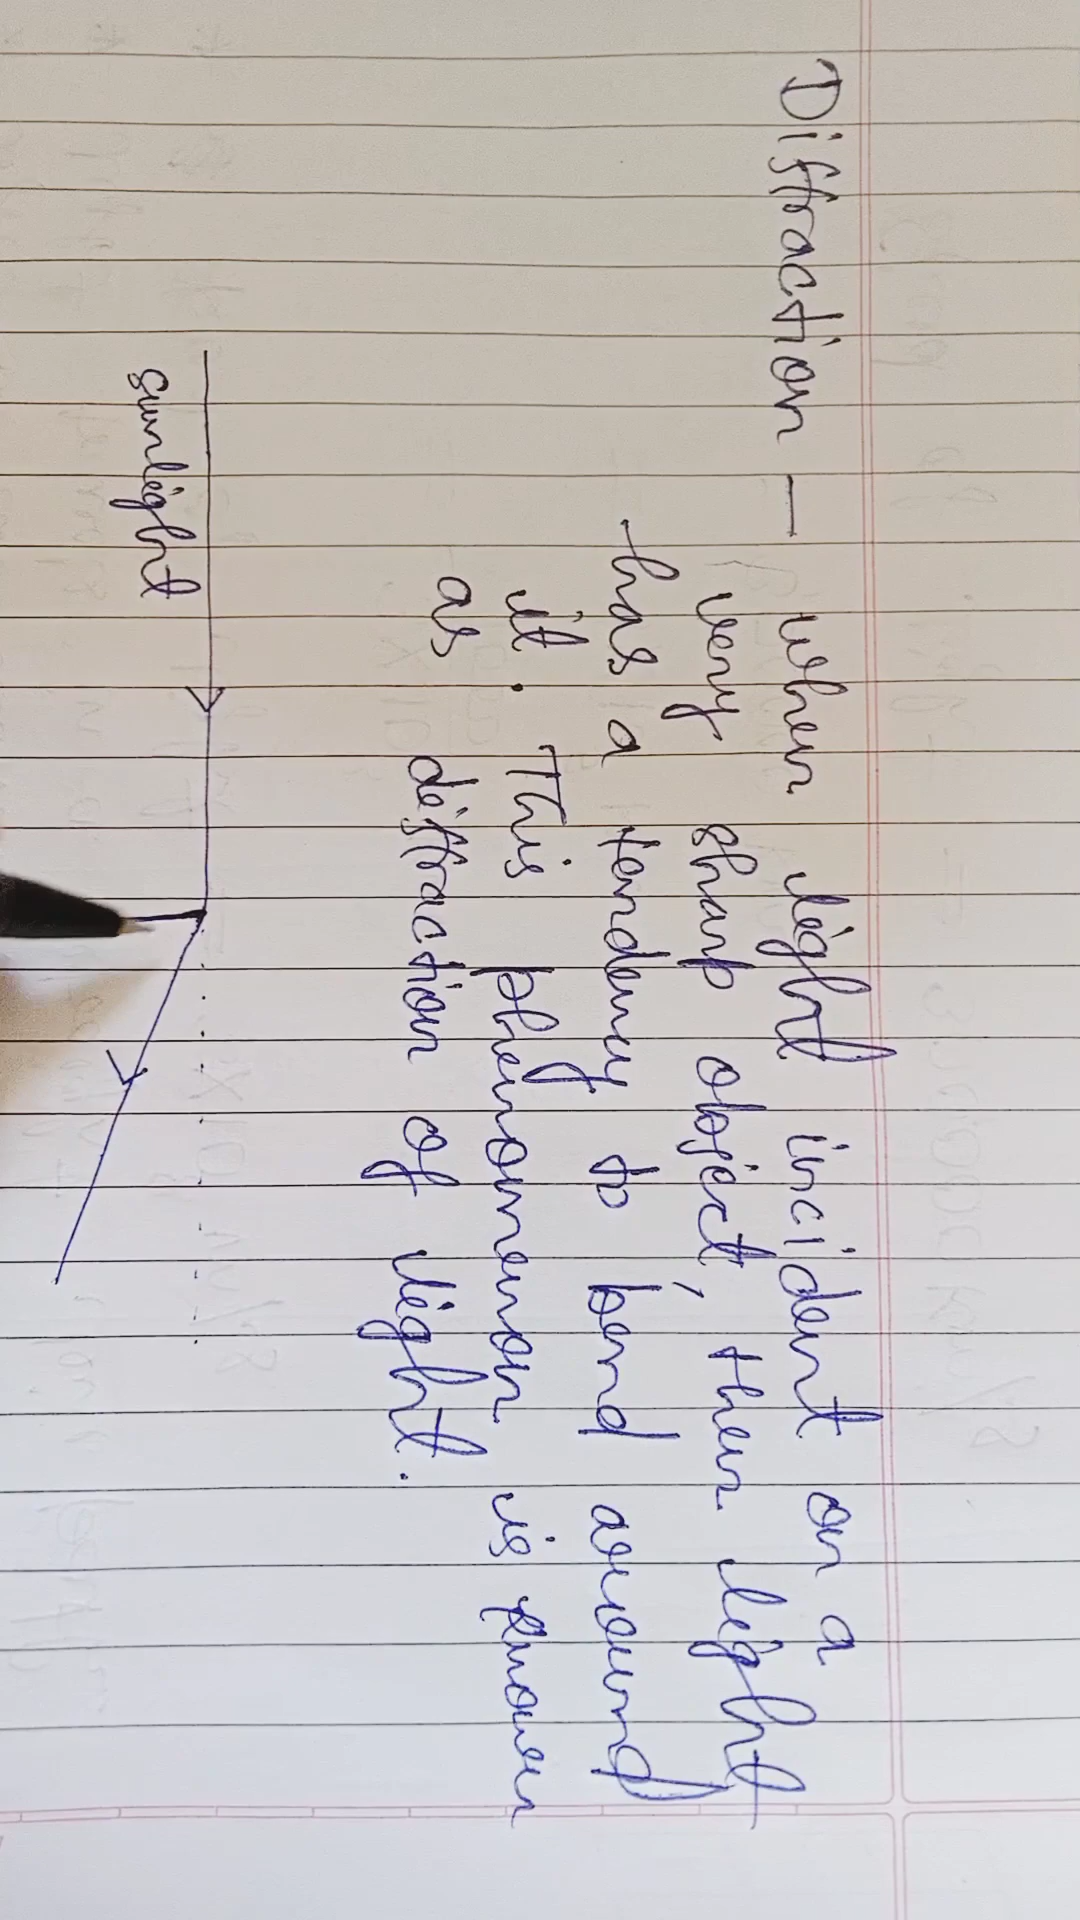 Diffraction — when light incident on a
very sharp object, then light
has a tendency to bend around
it. This phenomenon is known
as diffraction of light.
sunlight